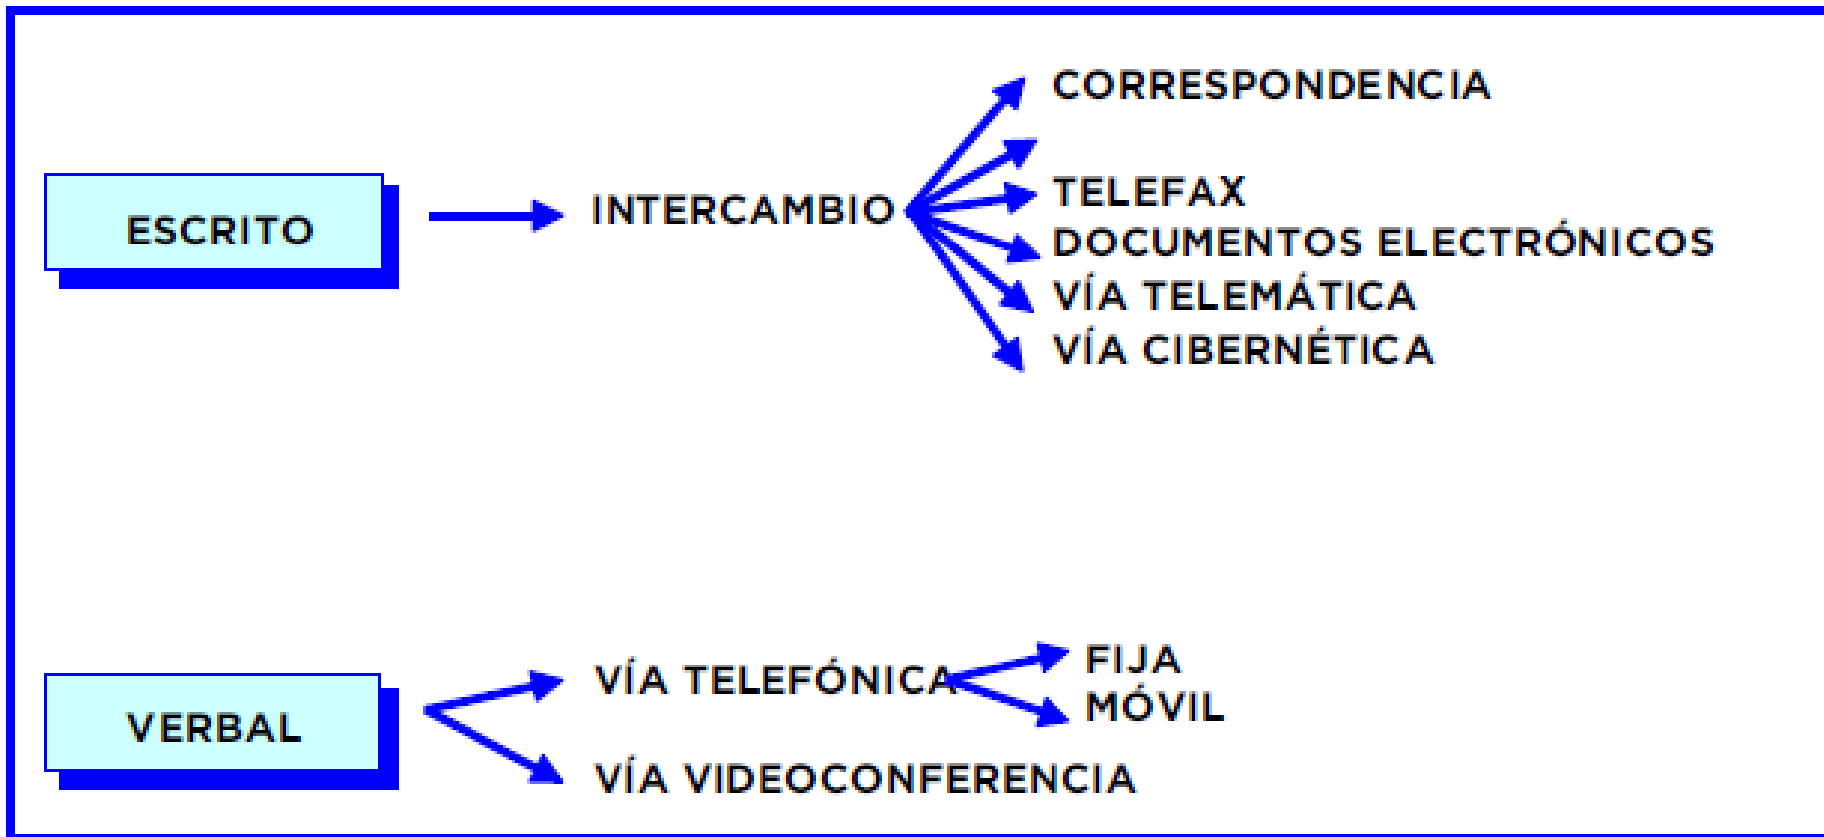 CORRESPONDENCIA
TELEFAX
ESCRITO
INTERCAMBIO
DOCUMENTOS ELECTRÓNICOS
VÍA TELEMÁTICA
VÍA CIBERNÉTICA
VERBAL
VÍA TELEFÓNICA
FIJA
MÓVIL
VÍA VIDEOCONFERENCIA